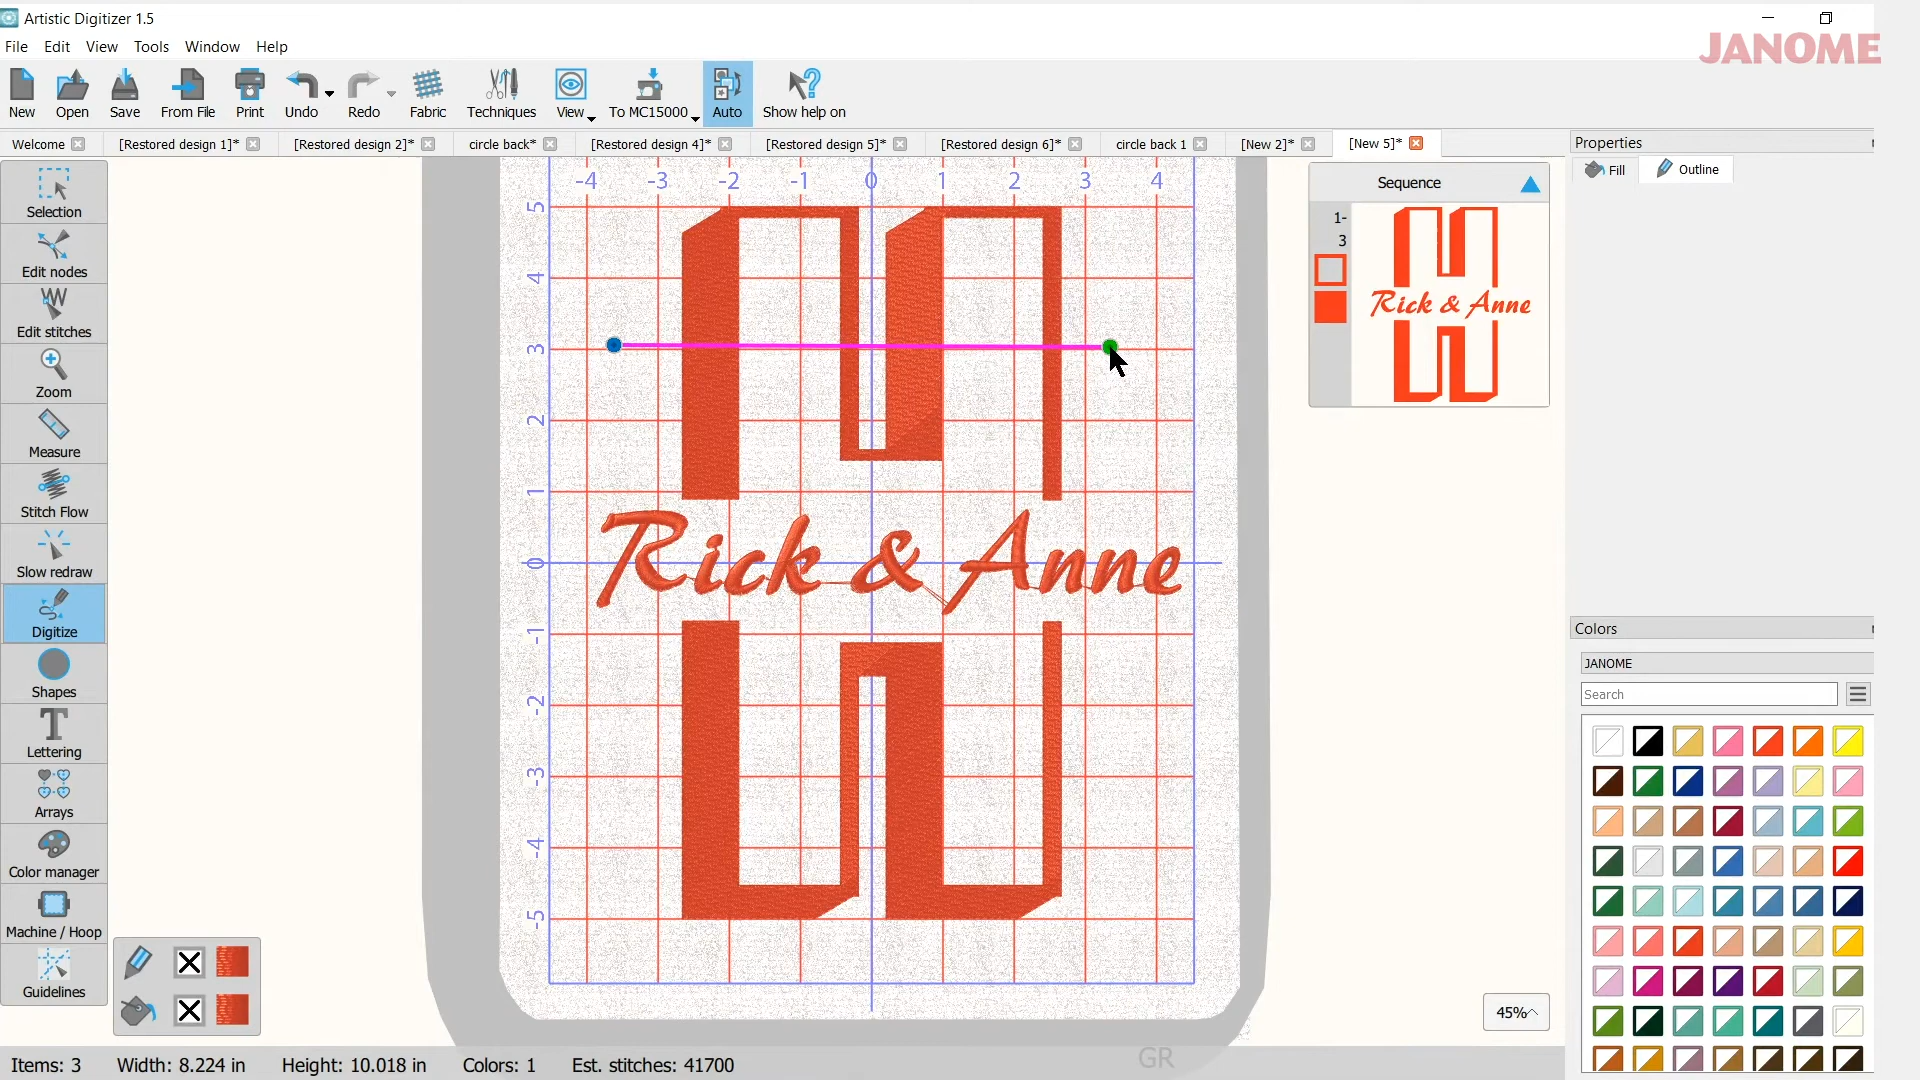 Artistic Digitizer 1.5
JANOME
File Edit View Tools Window Help
New Open Save From File Print Undo Redo Fabric Techniques View To MC15000 Auto Show help on
Welcome [Restored design 1]* [Restored design 2]* circle back* [Restored design 4]* [Restored design 5]* [Restored design 6]* circle back 1 [New 2]* [New 5]*
Properties
Fill Outline
Selection
Edit nodes
Edit stitches
Zoom
Measure
Stitch Flow
Slow redraw
Digitize
Shapes
Lettering
Arrays
Color manager
Machine / Hoop
Guidelines
-4 -3 -2 -1 0 1 2 3 4
5
4
3
2
1
0
-1
-2
-3
-4
-5
Rick & Anne
Sequence
1-
3
Rick & Anne
Colors
JANOME
Search
45%
GR
Items: 3 Width: 8.224 in Height: 10.018 in Colors: 1 Est. stitches: 41700